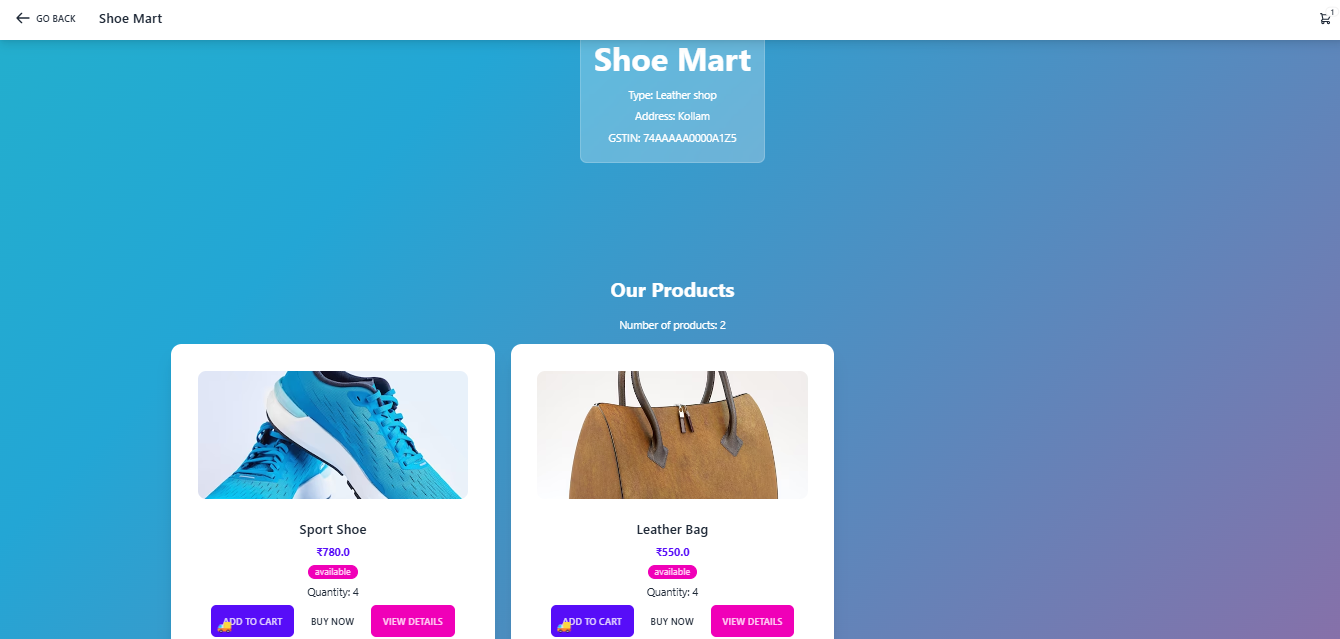 GO BACK Shoe Mart 1
Shoe Mart
Type: Leather shop
Address: Kollam
GSTIN: 74AAAAA0000A1Z5
Our Products
Number of products: 2
Sport Shoe
₹780.0
available
Quantity: 4
ADD TO CART BUY NOW VIEW DETAILS
Leather Bag
₹550.0
available
Quantity: 4
ADD TO CART BUY NOW VIEW DETAILS